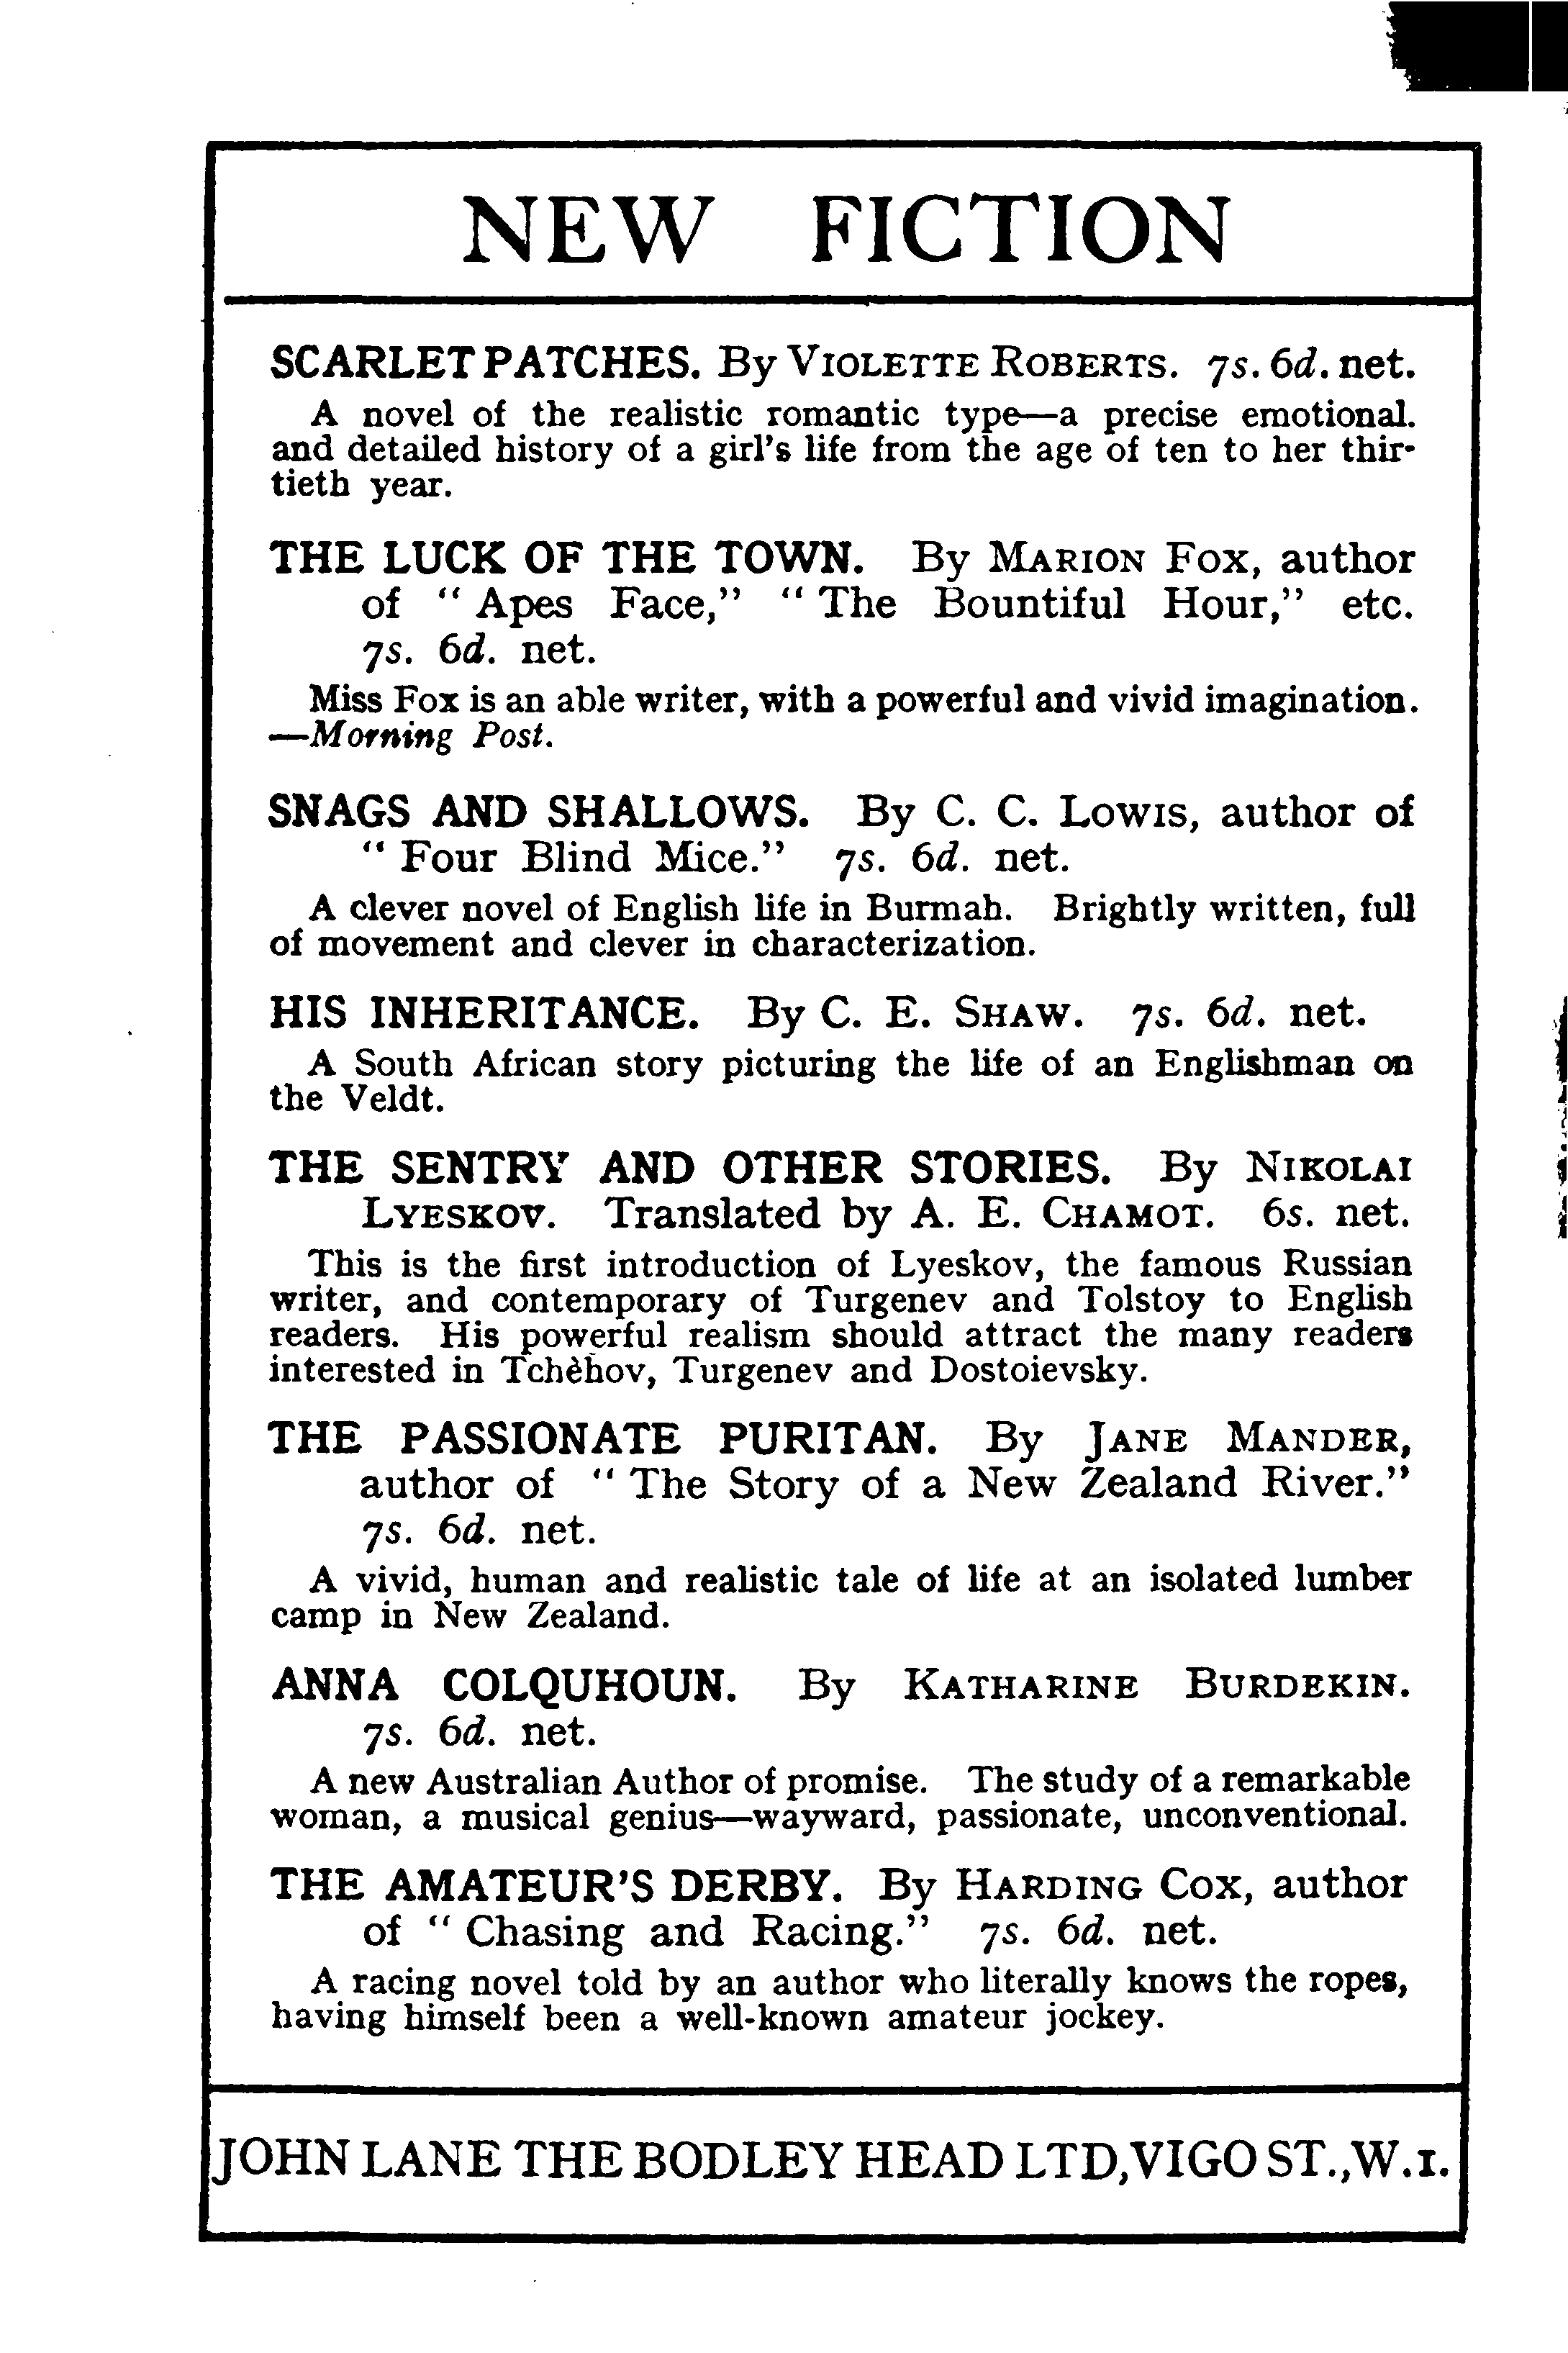 NEW FICTION
SCARLET PATCHES. By VIOLETTE ROBERTS. 7s. 6d. net.
A novel of the realistic romantic type—a precise emotional.
and detailed history of a girl's life from the age of ten to her thir-
tieth year.
THE LUCK OF THE TOWN. By MARION FOX, author
of "Apes Face," "The Bountiful Hour," etc.
7s. 6d. net.
Miss Fox is an able writer, with a powerful and vivid imagination.
—Morning Post.
SNAGS AND SHALLOWS. By C. C. LOWIS, author of
"Four Blind Mice." 7s. 6d. net.
A clever novel of English life in Burmah. Brightly written, full
of movement and clever in characterization.
HIS INHERITANCE. By C. E. SHAW. 7s. 6d. net.
A South African story picturing the life of an Englishman on
the Veldt.
THE SENTRY AND OTHER STORIES. By NIKOLAI
LYESKOV. Translated by A. E. CHAMOT. 6s. net.
This is the first introduction of Lyeskov, the famous Russian
writer, and contemporary of Turgenev and Tolstoy to English
readers. His powerful realism should attract the many readers
interested in Tchèhov, Turgenev and Dostoievsky.
THE PASSIONATE PURITAN. By JANE MANDER,
author of "The Story of a New Zealand River."
7s. 6d. net.
A vivid, human and realistic tale of life at an isolated lumber
camp in New Zealand.
ANNA COLQUHOUN. By KATHARINE BURDEKIN.
7s. 6d. net.
A new Australian Author of promise. The study of a remarkable
woman, a musical genius—wayward, passionate, unconventional.
THE AMATEUR'S DERBY. By HARDING COX, author
of "Chasing and Racing." 7s. 6d. net.
A racing novel told by an author who literally knows the ropes,
having himself been a well-known amateur jockey.
JOHN LANE THE BODLEY HEAD LTD, VIGO ST., W.1.